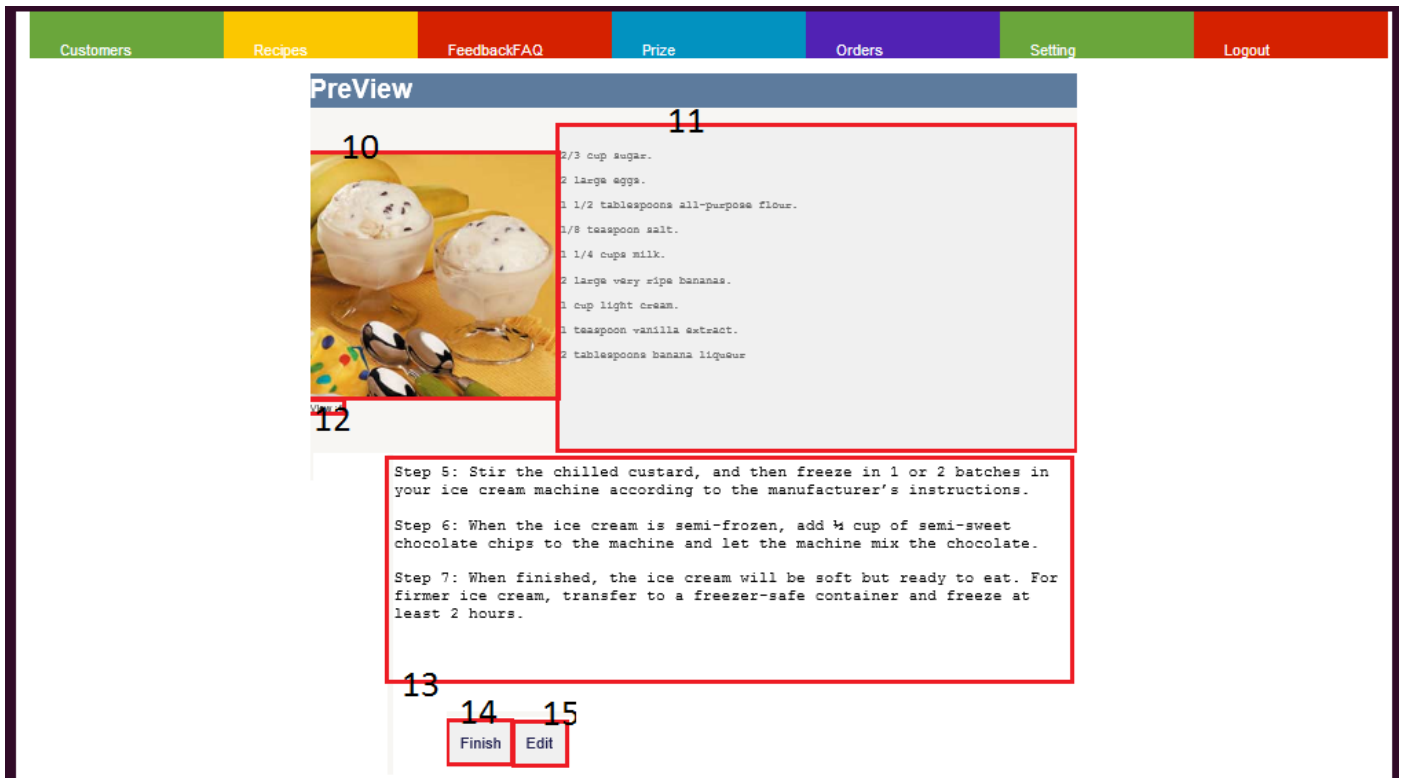 Customers Recipes FeedbackFAQ Prize Orders Setting Logout
PreView
10
11
2/3 cup sugar.
2 large eggs.
1 1/2 tablespoons all-purpose flour.
1/8 teaspoon salt.
1 1/4 cups milk.
2 large very ripe bananas.
1 cup light cream.
1 teaspoon vanilla extract.
2 tablespoons banana liqueur
12
Step 5: Stir the chilled custard, and then freeze in 1 or 2 batches in
your ice cream machine according to the manufacturer's instructions.
Step 6: When the ice cream is semi-frozen, add ½ cup of semi-sweet
chocolate chips to the machine and let the machine mix the chocolate.
Step 7: When finished, the ice cream will be soft but ready to eat. For
firmer ice cream, transfer to a freezer-safe container and freeze at
least 2 hours.
13
14 15
Finish Edit